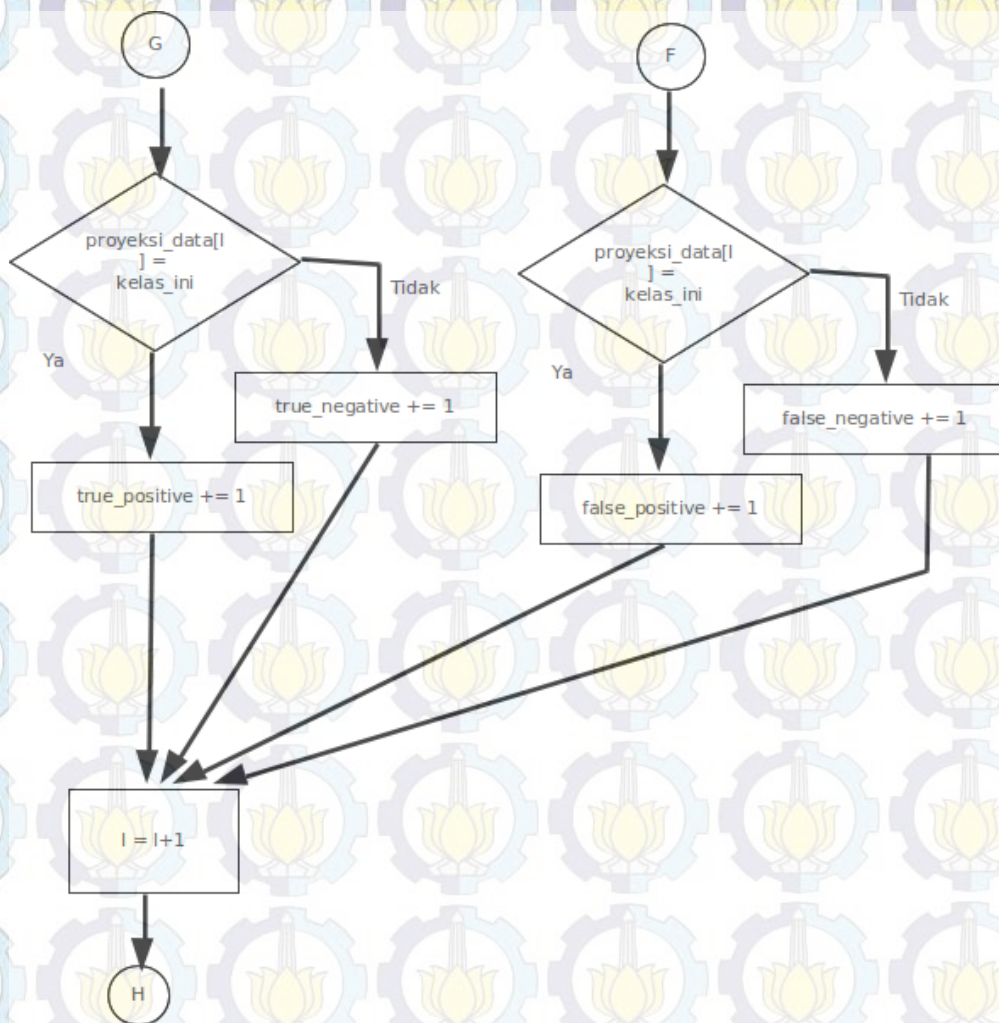 G
proyeksi_data[l
] =
kelas_ini
Tidak
Ya
true_negative += 1
true_positive += 1
F
proyeksi_data[l
] =
kelas_ini
Tidak
Ya
false_negative += 1
false_positive += 1
l = l+1
H